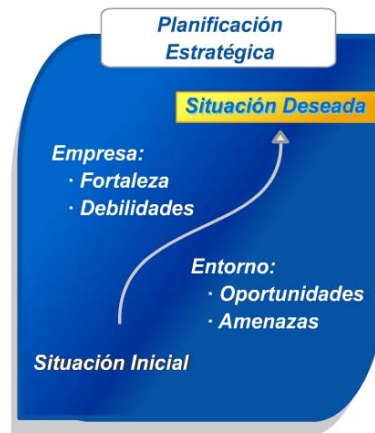 Planificación
Estratégica
Situación Deseada
Empresa:
· Fortaleza
· Debilidades
Entorno:
· Oportunidades
· Amenazas
Situación Inicial